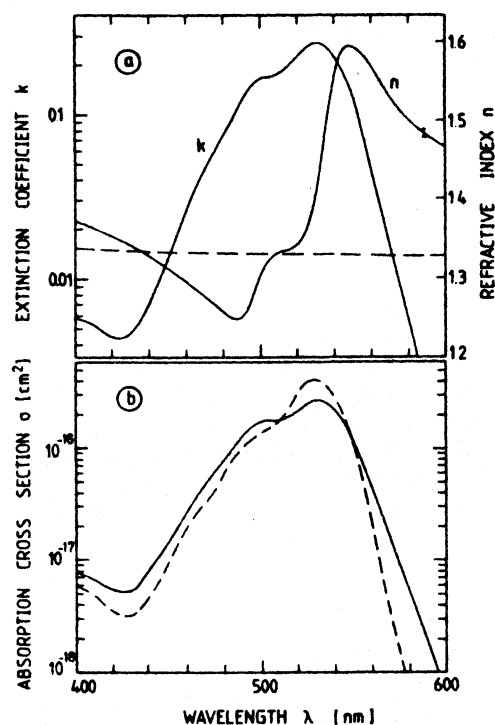 a
EXTINCTION COEFFICIENT k
REFRACTIVE INDEX n
0.1
0.01
1.6
1.5
1.4
1.3
1.2
k
n
b
ABSORPTION CROSS SECTION σ [cm²]
10⁻¹⁶
10⁻¹⁷
10⁻¹⁸
400
500
600
WAVELENGTH λ [nm]